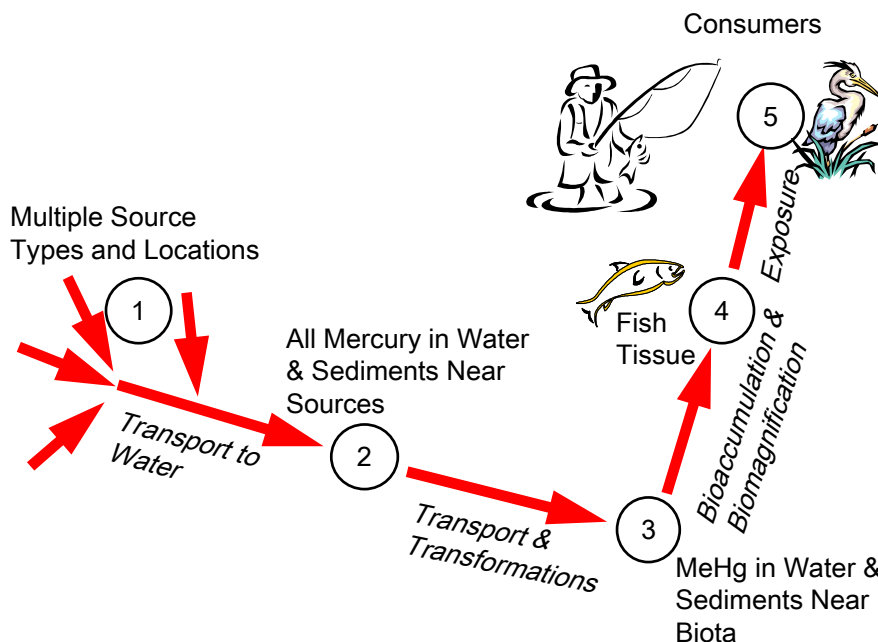 Consumers
5
Multiple Source
Types and Locations
1
Exposure
4
Fish
Tissue
All Mercury in Water
& Sediments Near
Sources
Transport to
Water
2
Bioaccumulation &
Biomagnification
Transport &
Transformations
3
MeHg in Water &
Sediments Near
Biota